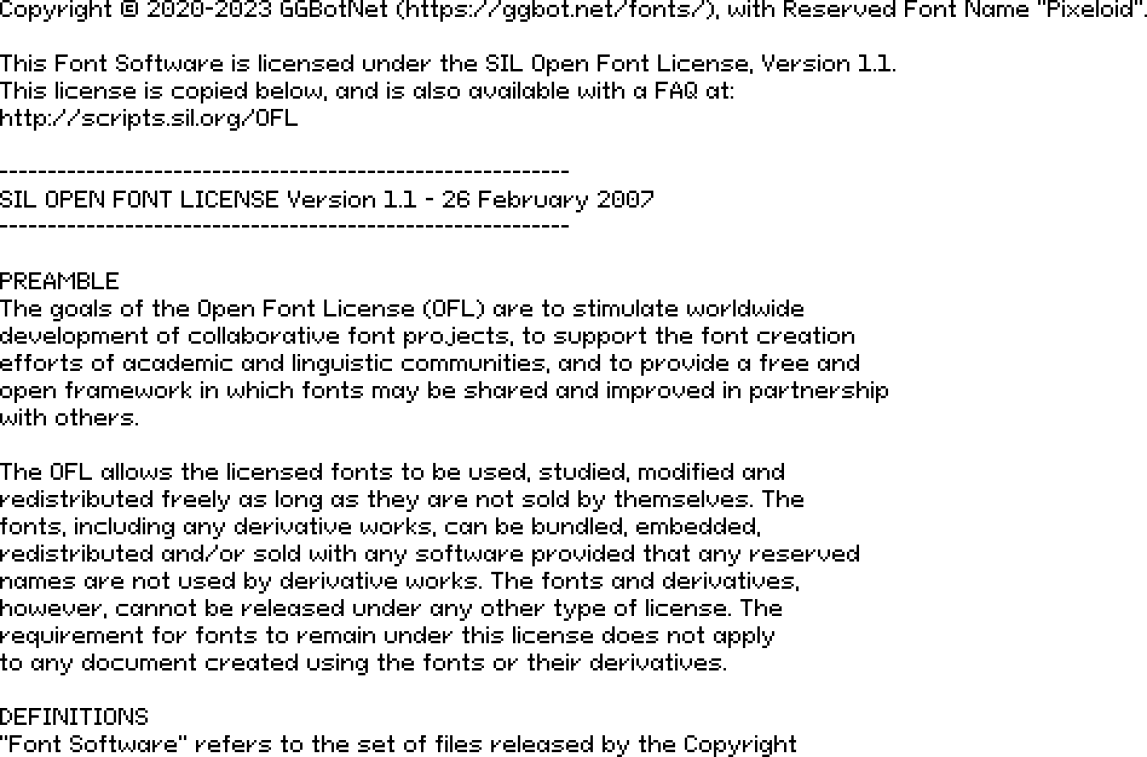 Copyright © 2020-2023 GGBotNet (https://ggbot.net/fonts/), with Reserved Font Name "Pixeloid".

This Font Software is licensed under the SIL Open Font License, Version 1.1.
This license is copied below, and is also available with a FAQ at:
http://scripts.sil.org/OFL

-----------------------------------------------------------
SIL OPEN FONT LICENSE Version 1.1 - 26 February 2007
-----------------------------------------------------------

PREAMBLE
The goals of the Open Font License (OFL) are to stimulate worldwide
development of collaborative font projects, to support the font creation
efforts of academic and linguistic communities, and to provide a free and
open framework in which fonts may be shared and improved in partnership
with others.

The OFL allows the licensed fonts to be used, studied, modified and
redistributed freely as long as they are not sold by themselves. The
fonts, including any derivative works, can be bundled, embedded,
redistributed and/or sold with any software provided that any reserved
names are not used by derivative works. The fonts and derivatives,
however, cannot be released under any other type of license. The
requirement for fonts to remain under this license does not apply
to any document created using the fonts or their derivatives.

DEFINITIONS
"Font Software" refers to the set of files released by the Copyright